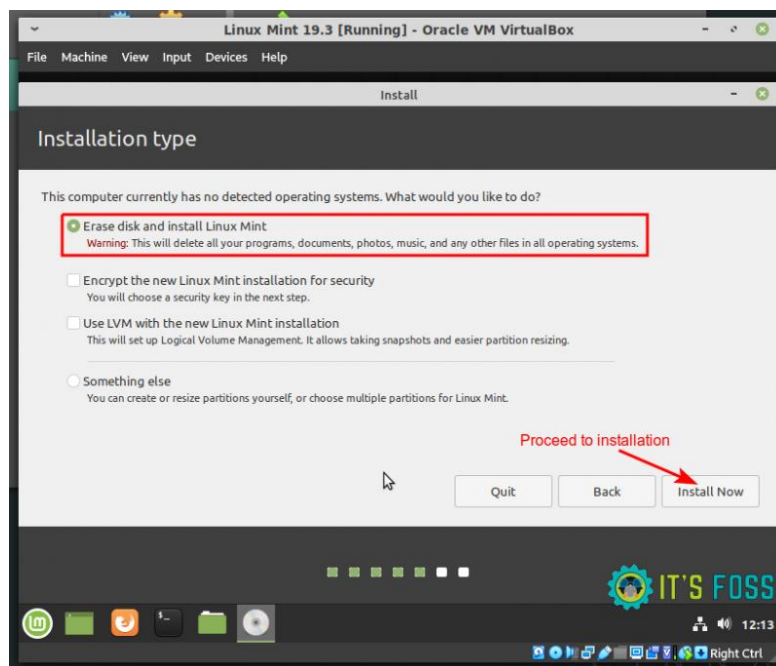 Linux Mint 19.3 [Running] - Oracle VM VirtualBox
File Machine View Input Devices Help
Install
Installation type
This computer currently has no detected operating systems. What would you like to do?
Erase disk and install Linux Mint
Warning: This will delete all your programs, documents, photos, music, and any other files in all operating systems.
Encrypt the new Linux Mint installation for security
You will choose a security key in the next step.
Use LVM with the new Linux Mint installation
This will set up Logical Volume Management. It allows taking snapshots and easier partition resizing.
Something else
You can create or resize partitions yourself, or choose multiple partitions for Linux Mint.
Proceed to installation
Quit Back Install Now
IT'S FOSS
12:13
Right Ctrl